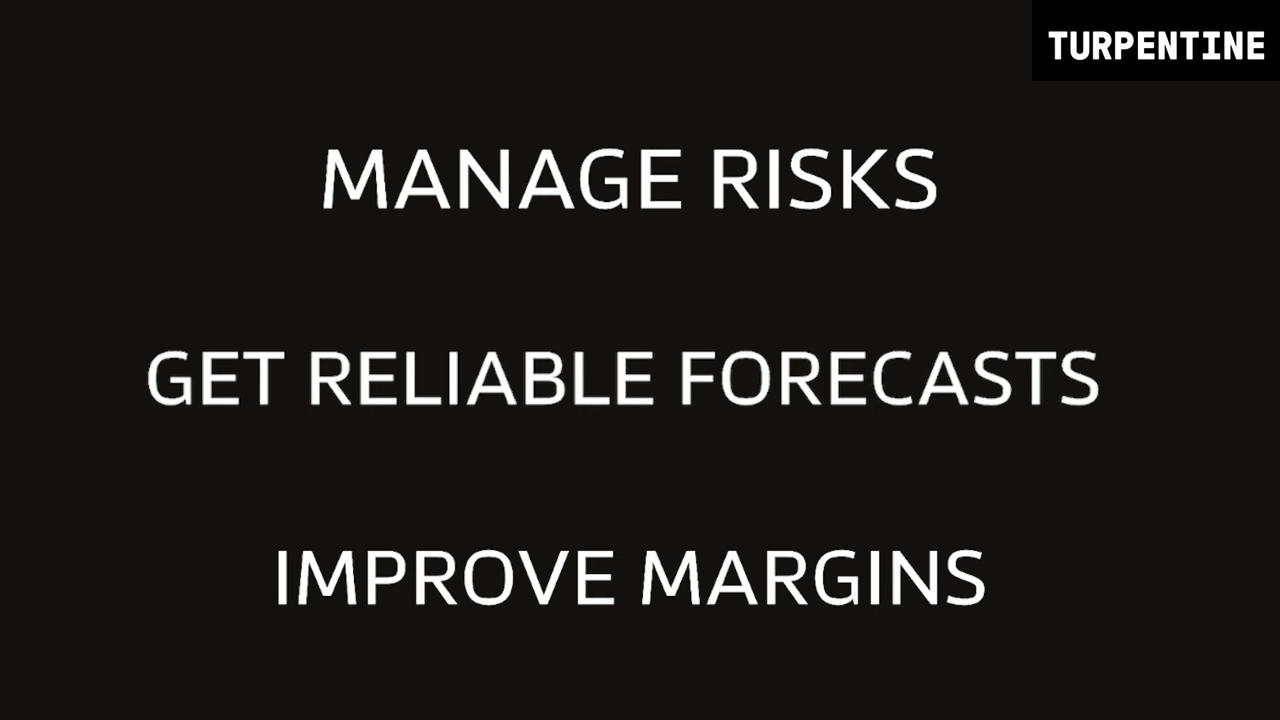 TURPENTINE
MANAGE RISKS
GET RELIABLE FORECASTS
IMPROVE MARGINS